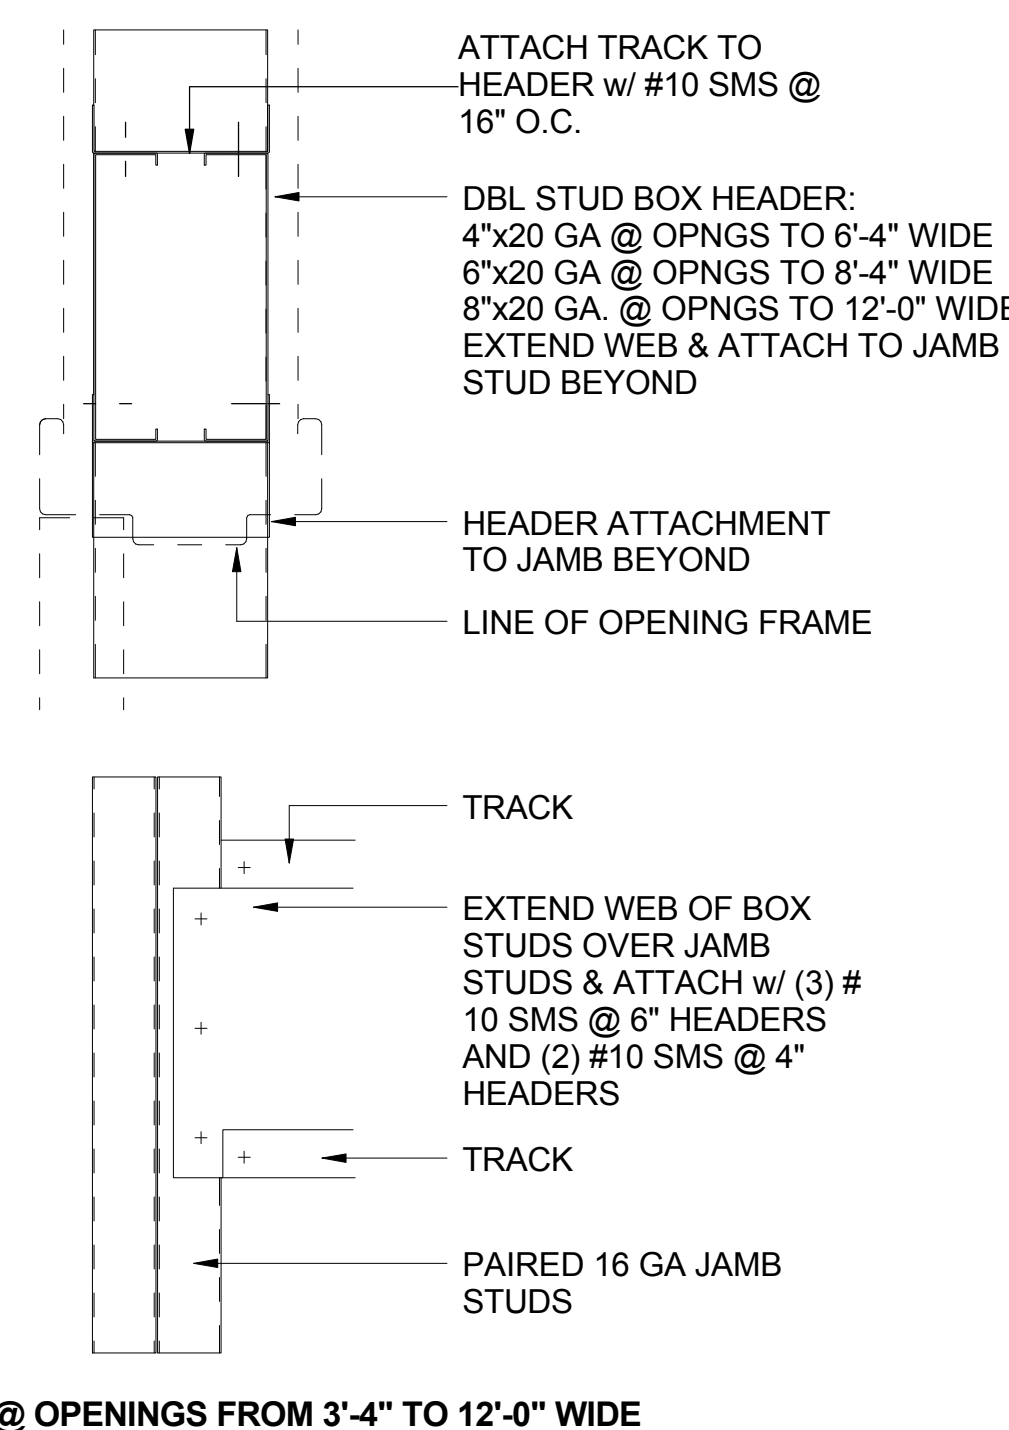 ATTACH TRACK TO
HEADER w/ #10 SMS @
16" O.C.
DBL STUD BOX HEADER:
4"x20 GA @ OPNGS TO 6'-4" WIDE
6"x20 GA @ OPNGS TO 8'-4" WIDE
8"x20 GA. @ OPNGS TO 12'-0" WIDE
EXTEND WEB & ATTACH TO JAMB
STUD BEYOND
HEADER ATTACHMENT
TO JAMB BEYOND
LINE OF OPENING FRAME
TRACK
EXTEND WEB OF BOX
STUDS OVER JAMB
STUDS & ATTACH w/ (3) #
10 SMS @ 6" HEADERS
AND (2) #10 SMS @ 4"
HEADERS
TRACK
PAIRED 16 GA JAMB
STUDS
@ OPENINGS FROM 3'-4" TO 12'-0" WIDE